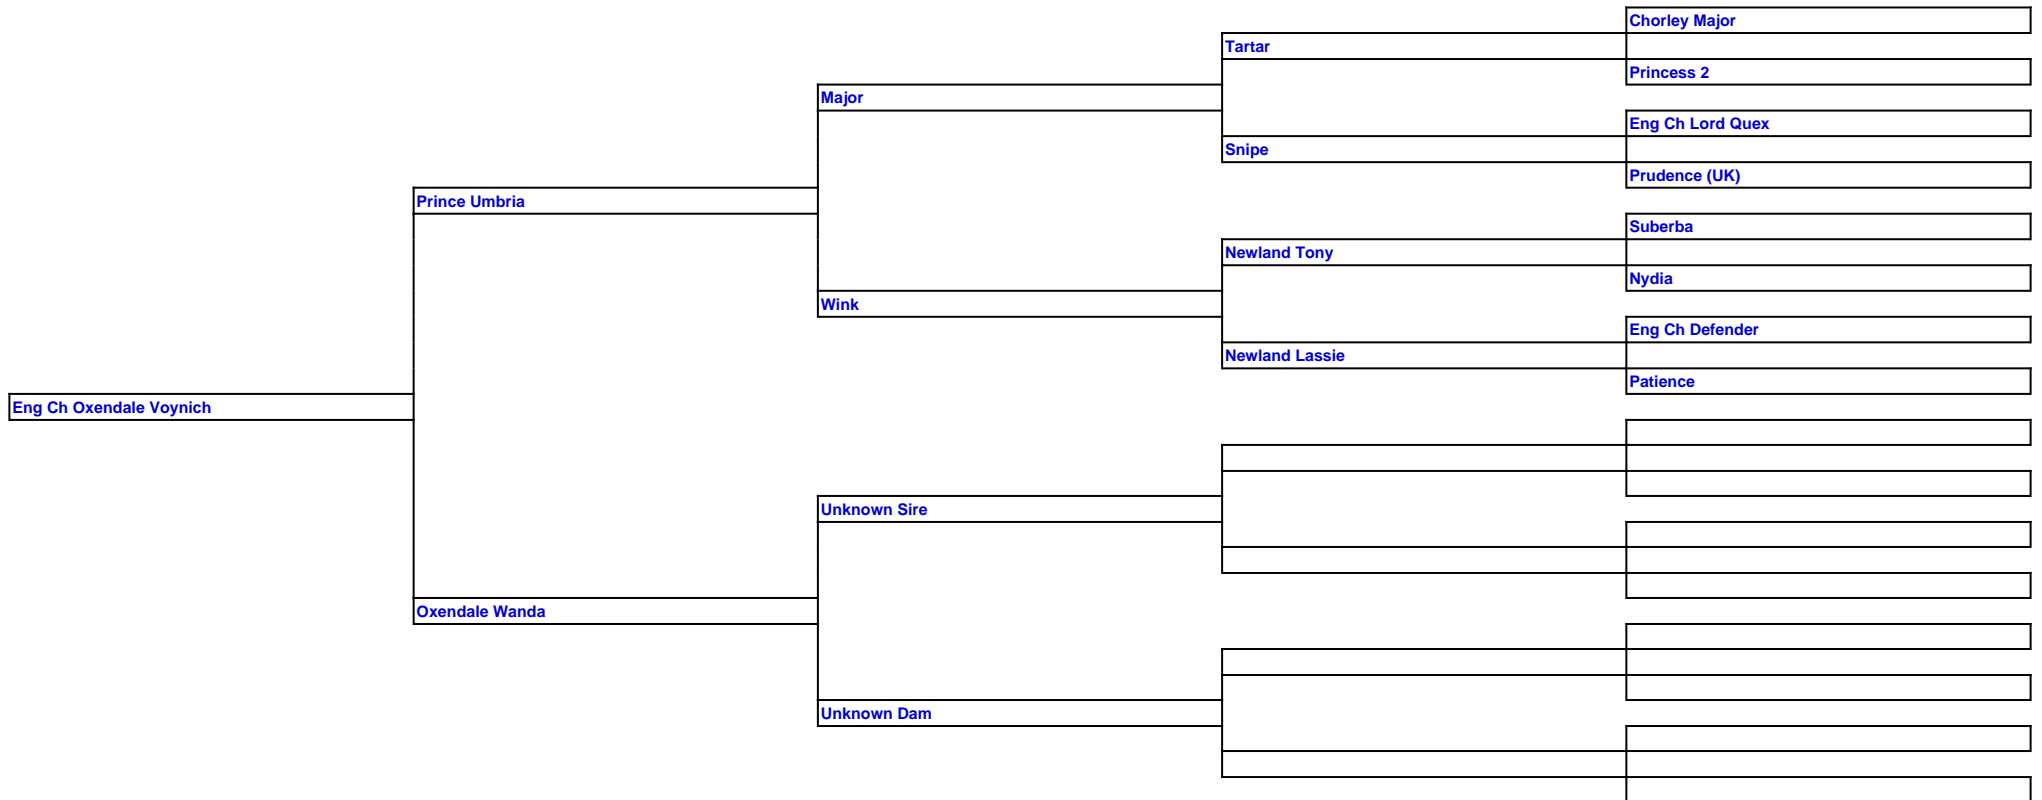 Chorley Major
Tartar
Princess 2
Major
Eng Ch Lord Quex
Snipe
Prudence (UK)
Prince Umbria
Suberba
Newland Tony
Nydia
Wink
Eng Ch Defender
Newland Lassie
Patience
Eng Ch Oxendale Voynich
Unknown Sire
Oxendale Wanda
Unknown Dam